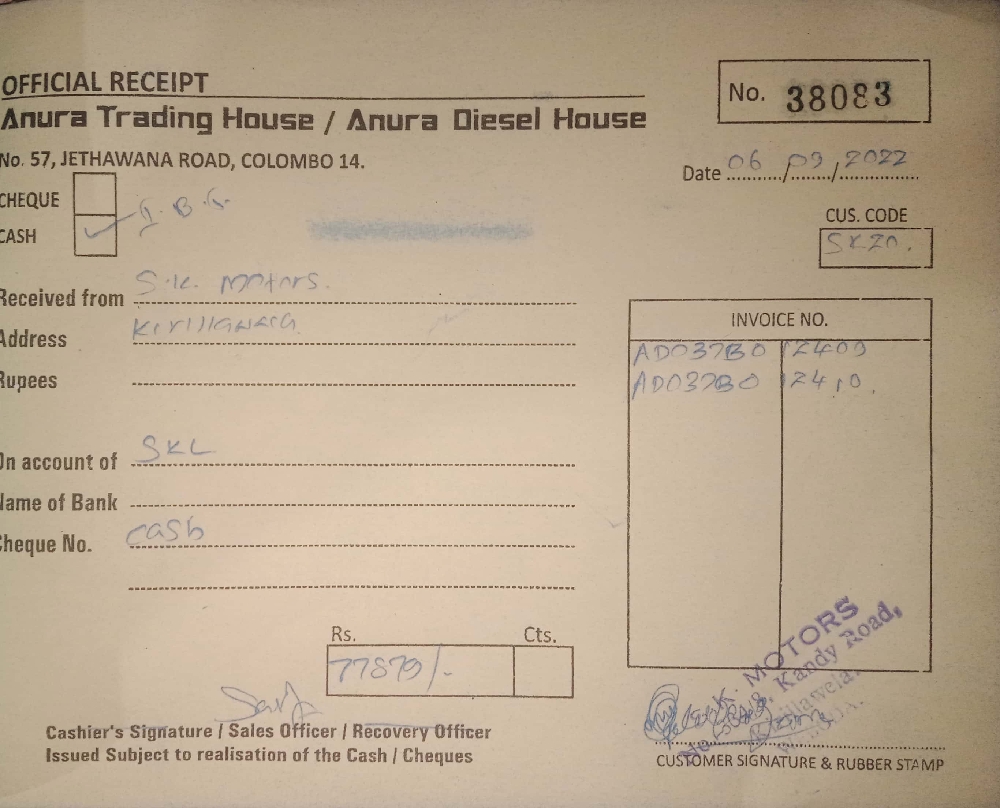 OFFICIAL RECEIPT
No. 38083
Anura Trading House / Anura Diesel House
No. 57, JETHAWANA ROAD, COLOMBO 14.
Date 06/09/2022
CHEQUE
CASH ✓
CUS. CODE
SKZ0.
Received from S.K. Motors.
Address
Rupees
INVOICE NO.
AD037B0 12409
AD037B0 12410.
On account of SKL
Name of Bank
Cheque No. cash
Rs. Cts.
77879/-
K. MOTORS
Kandy Road,
Cashier's Signature / Sales Officer / Recovery Officer
Issued Subject to realisation of the Cash / Cheques
CUSTOMER SIGNATURE & RUBBER STAMP